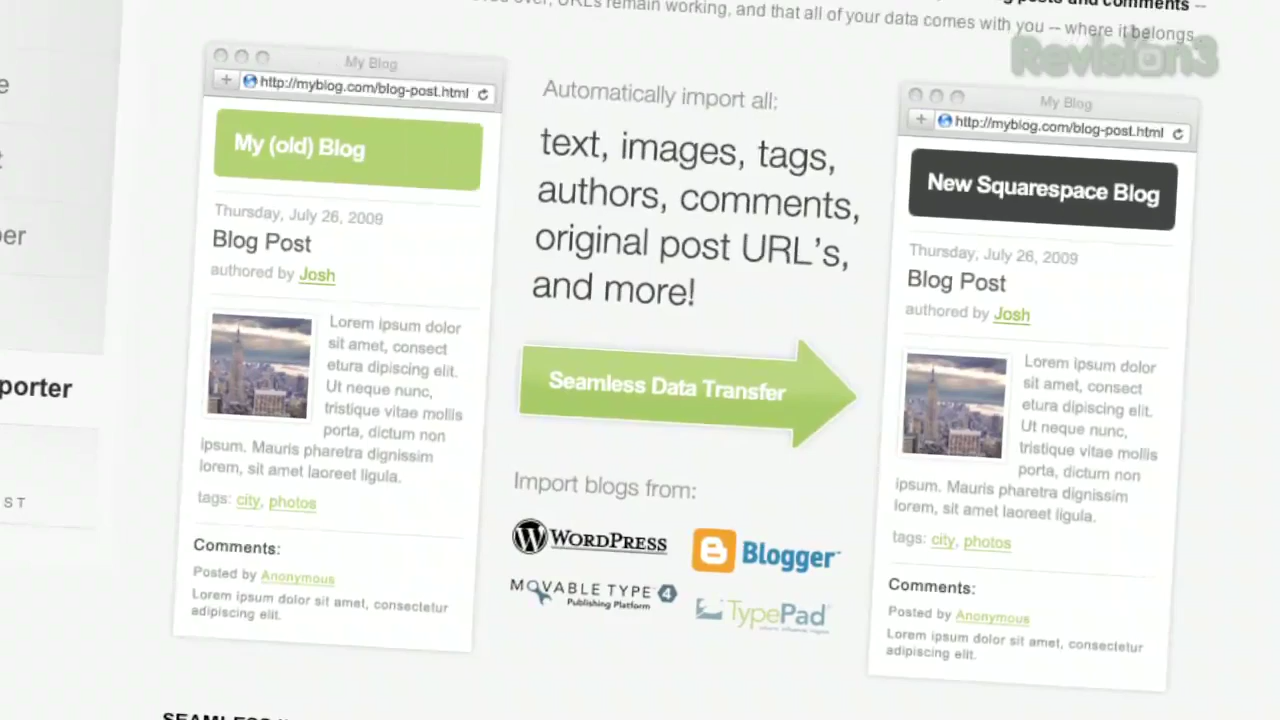 posts and comments --
URLs remain working, and that all of your data comes with you -- where it belongs.
Revision3
My Blog
http://myblog.com/blog-post.html
My (old) Blog
Thursday, July 26, 2009
Blog Post
authored by Josh
Lorem ipsum dolor
sit amet, consect
etura dipiscing elit.
Ut neque nunc,
tristique vitae mollis
porta, dictum non
ipsum. Mauris pharetra dignissim
lorem, sit amet laoreet ligula.
tags: city, photos
Comments:
Posted by Anonymous
Lorem ipsum dolor sit amet, consectetur
adipiscing elit.
Automatically import all:
text, images, tags,
authors, comments,
original post URL's,
and more!
Seamless Data Transfer
Import blogs from:
WORDPRESS
Blogger
MOVABLE TYPE 4
Publishing Platform
TypePad
My Blog
http://myblog.com/blog-post.html
New Squarespace Blog
Thursday, July 26, 2009
Blog Post
authored by Josh
Lorem ipsum dolor
sit amet, consect
etura dipiscing elit.
Ut neque nunc,
tristique vitae mollis
porta, dictum non
ipsum. Mauris pharetra dignissim
lorem, sit amet laoreet ligula.
tags: city, photos
Comments:
Posted by Anonymous
Lorem ipsum dolor sit amet, consectetur
adipiscing elit.
porter
ST